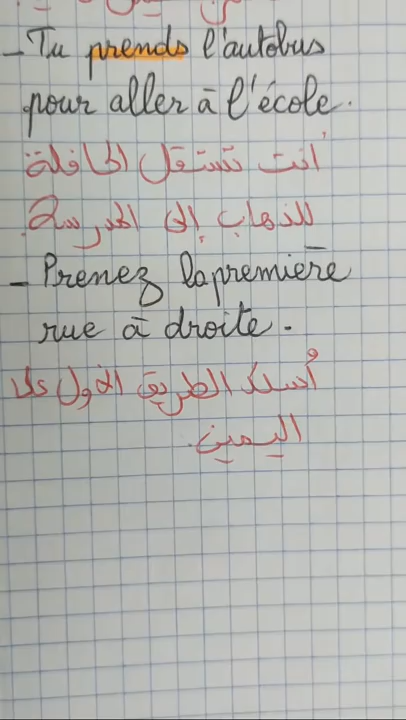 - Tu prends l'autobus
pour aller à l'école.
أنت تستقل الحافلة
للذهاب إلى المدرسة.
- Prenez la première
rue à droite.
أُسلك الطريق الأول على
اليمين.